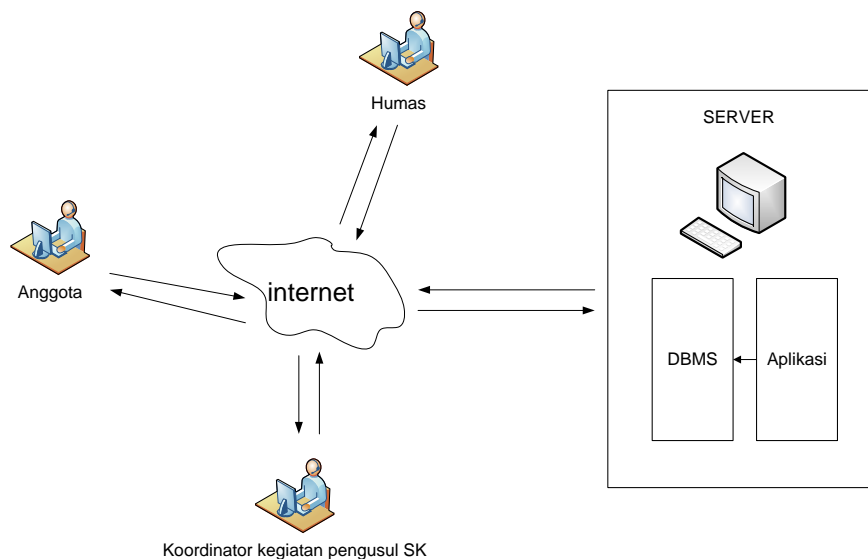 Humas
SERVER
Anggota
internet
DBMS
Aplikasi
Koordinator kegiatan pengusul SK